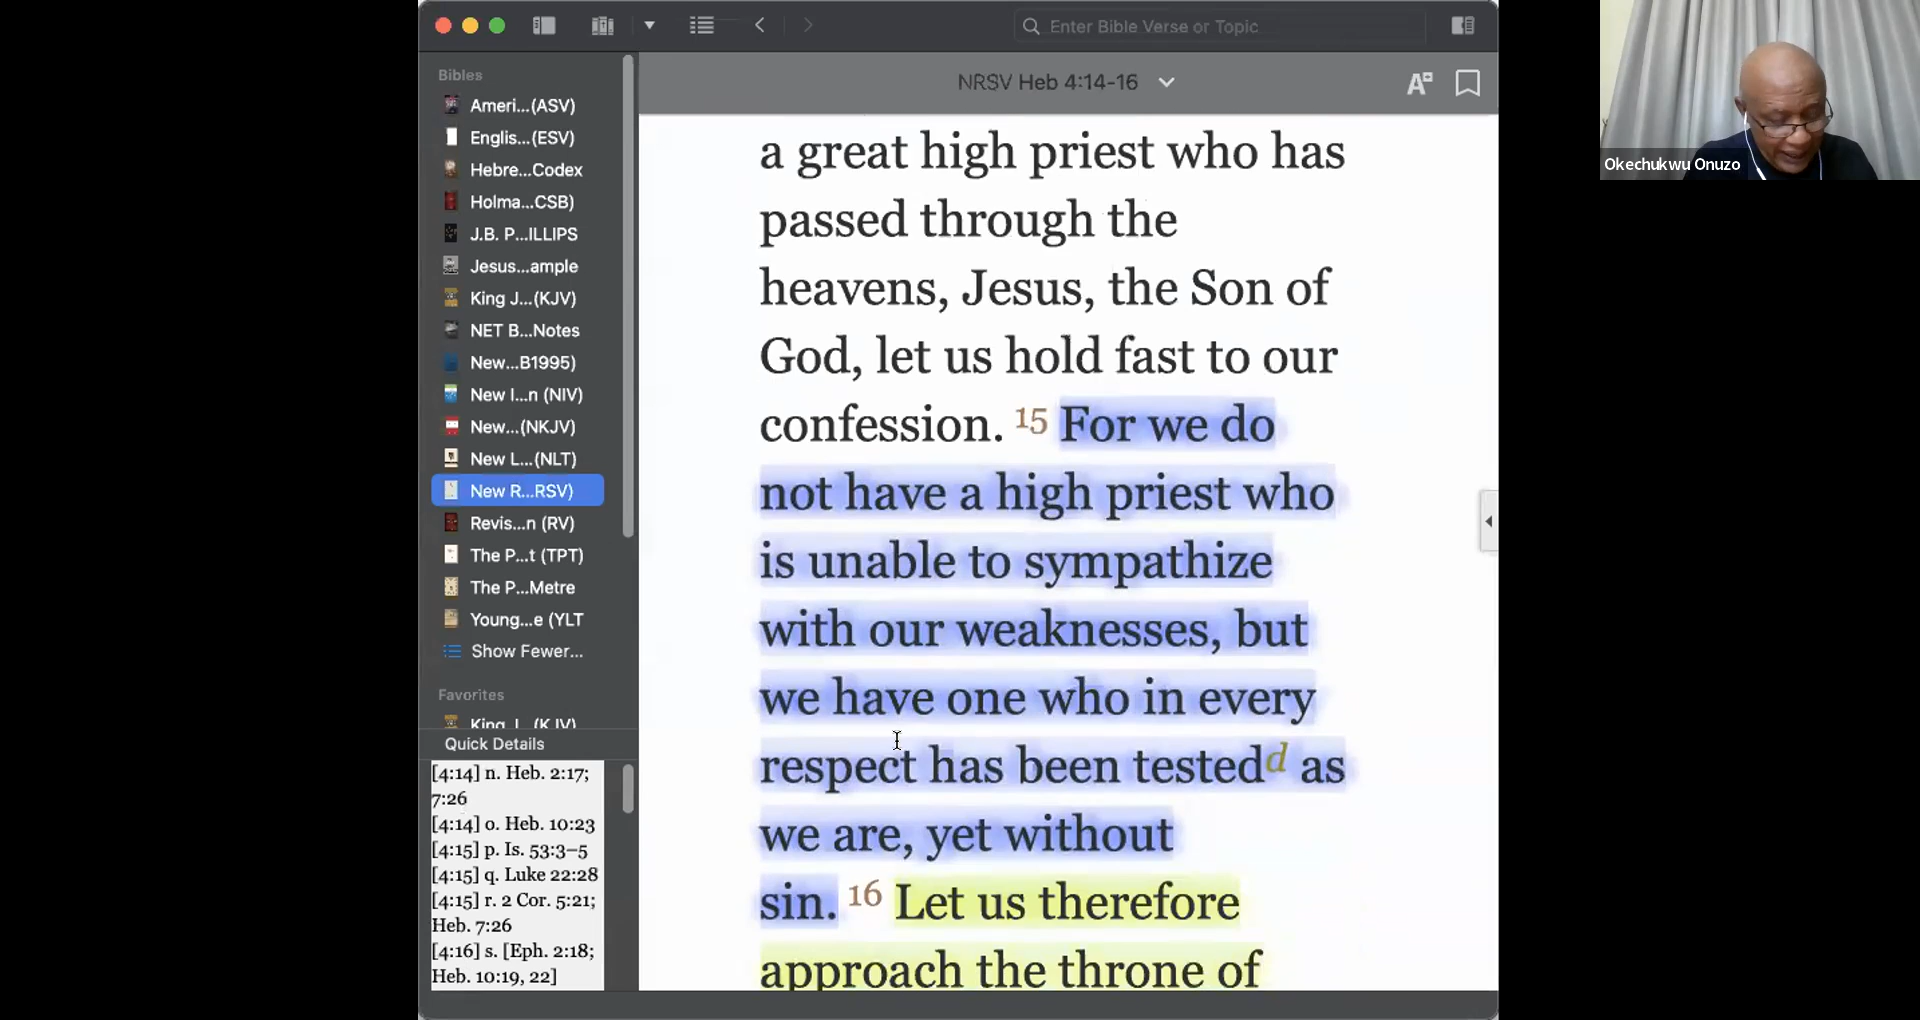 Enter Bible Verse or Topic
Bibles
Ameri...(ASV)
Englis...(ESV)
Hebre...Codex
Holma...CSB)
J.B. P...ILLIPS
Jesus...ample
King J...(KJV)
NET B...Notes
New...B1995)
New I...n (NIV)
New...(NKJV)
New L...(NLT)
New R...RSV)
Revis...n (RV)
The P...t (TPT)
The P...Metre
Young...e (YLT
Show Fewer...
Favorites
King J...(KJV)
Quick Details
[4:14] n. Heb. 2:17;
7:26
[4:14] o. Heb. 10:23
[4:15] p. Is. 53:3–5
[4:15] q. Luke 22:28
[4:15] r. 2 Cor. 5:21;
Heb. 7:26
[4:16] s. [Eph. 2:18;
Heb. 10:19, 22]
NRSV Heb 4:14-16
a great high priest who has
passed through the
heavens, Jesus, the Son of
God, let us hold fast to our
confession. 15 For we do
not have a high priest who
is unable to sympathize
with our weaknesses, but
we have one who in every
respect has been tested d as
we are, yet without
sin. 16 Let us therefore
approach the throne of
Okechukwu Onuzo